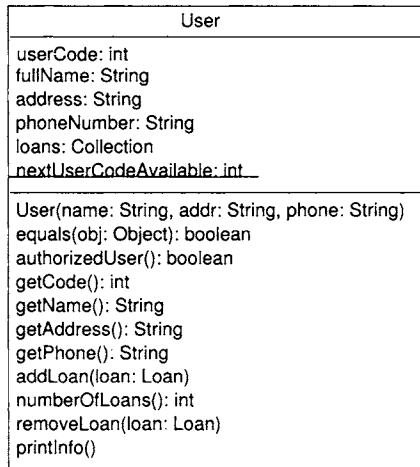 User
userCode: int
fullName: String
address: String
phoneNumber: String
loans: Collection
nextUserCodeAvailable: int
User(name: String, addr: String, phone: String)
equals(obj: Object): boolean
authorizedUser(): boolean
getCode(): int
getName(): String
getAddress(): String
getPhone(): String
addLoan(loan: Loan)
numberOfLoans(): int
removeLoan(loan: Loan)
printInfo()